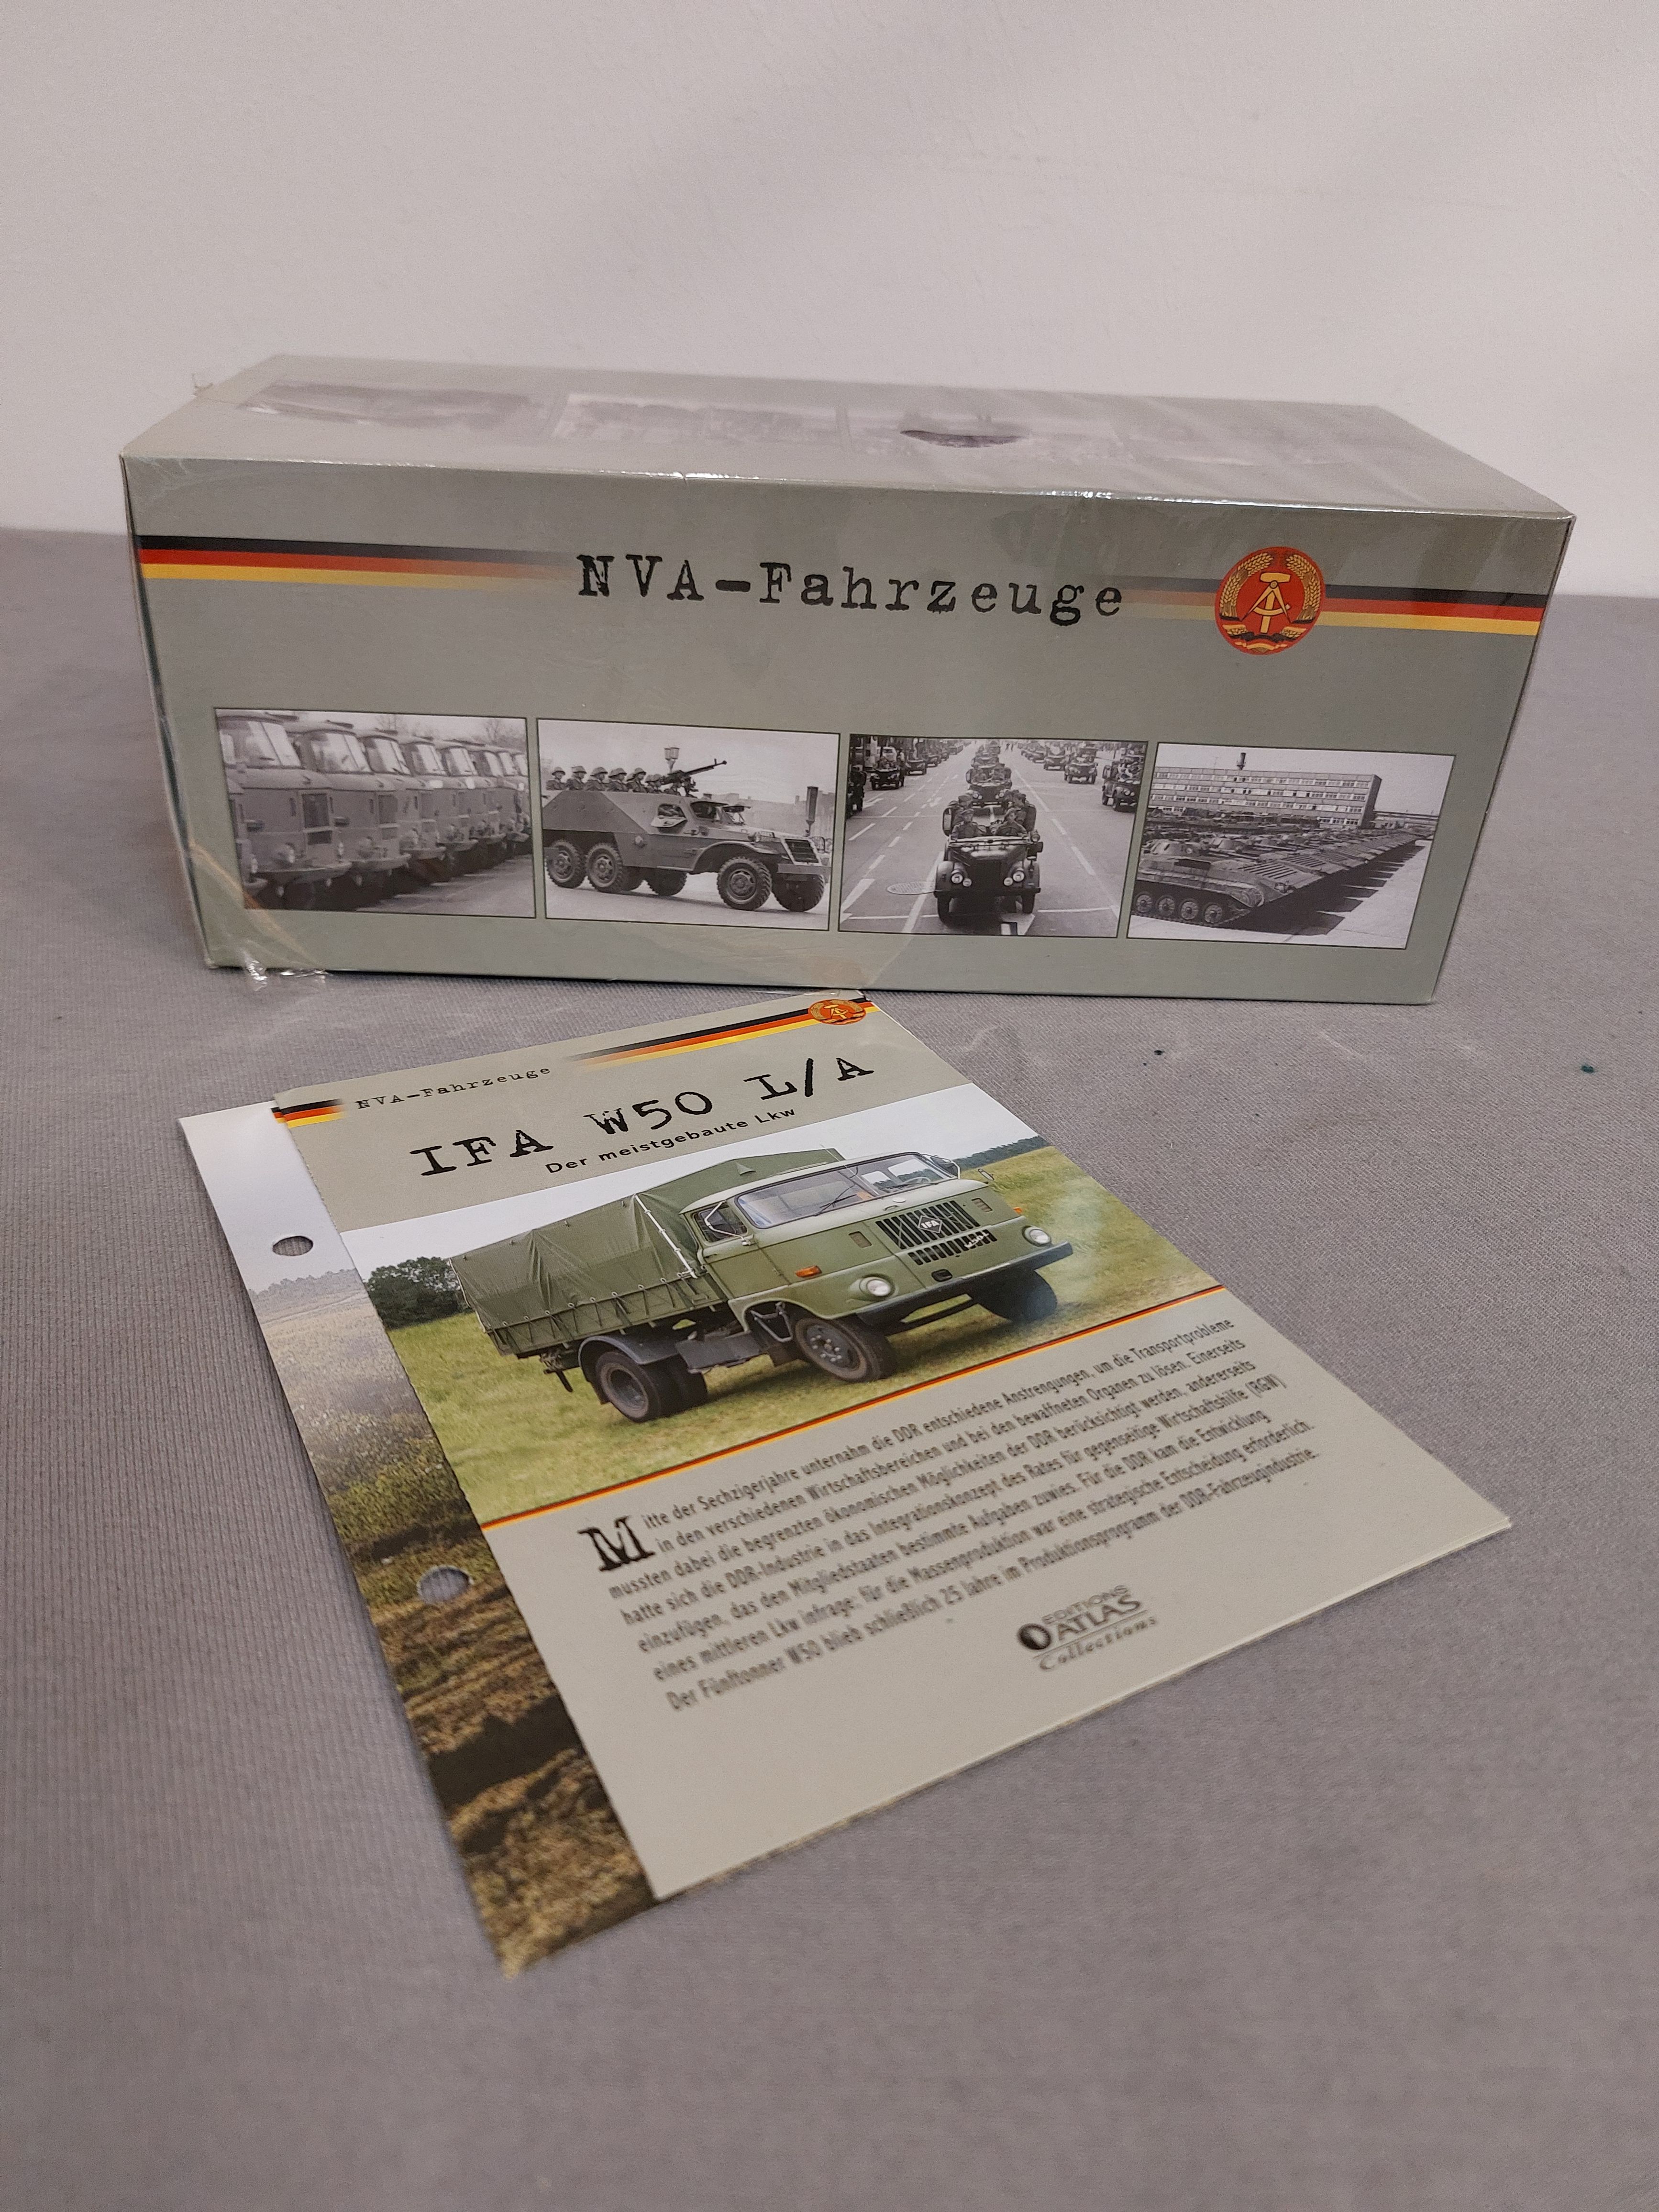 NVA-Fahrzeuge
NVA-Fahrzeuge
IFA W50 L/A
Der meistgebaute Lkw
IFA
Mitte der Sechzigerjahre unternahm die DDR entschiedene Anstrengungen, um die Transportprobleme
in den verschiedenen Wirtschaftsbereichen und bei den bewaffneten Organen zu lösen. Einerseits
mussten dabei die begrenzten ökonomischen Möglichkeiten der DDR berücksichtigt werden, andererseits
hatte sich die DDR-Industrie in das Integrationskonzept des Rates für gegenseitige Wirtschaftshilfe (RGW)
einzufügen, das den Mitgliedstaaten bestimmte Aufgaben zuwies. Für die DDR kam die Entwicklung
eines mittleren Lkw infrage; für die Massenproduktion war eine strategische Entscheidung erforderlich.
Der Fünftonner W50 blieb schließlich 25 Jahre im Produktionsprogramm der DDR-Fahrzeugindustrie.
EDITIONS
ATLAS
Collections